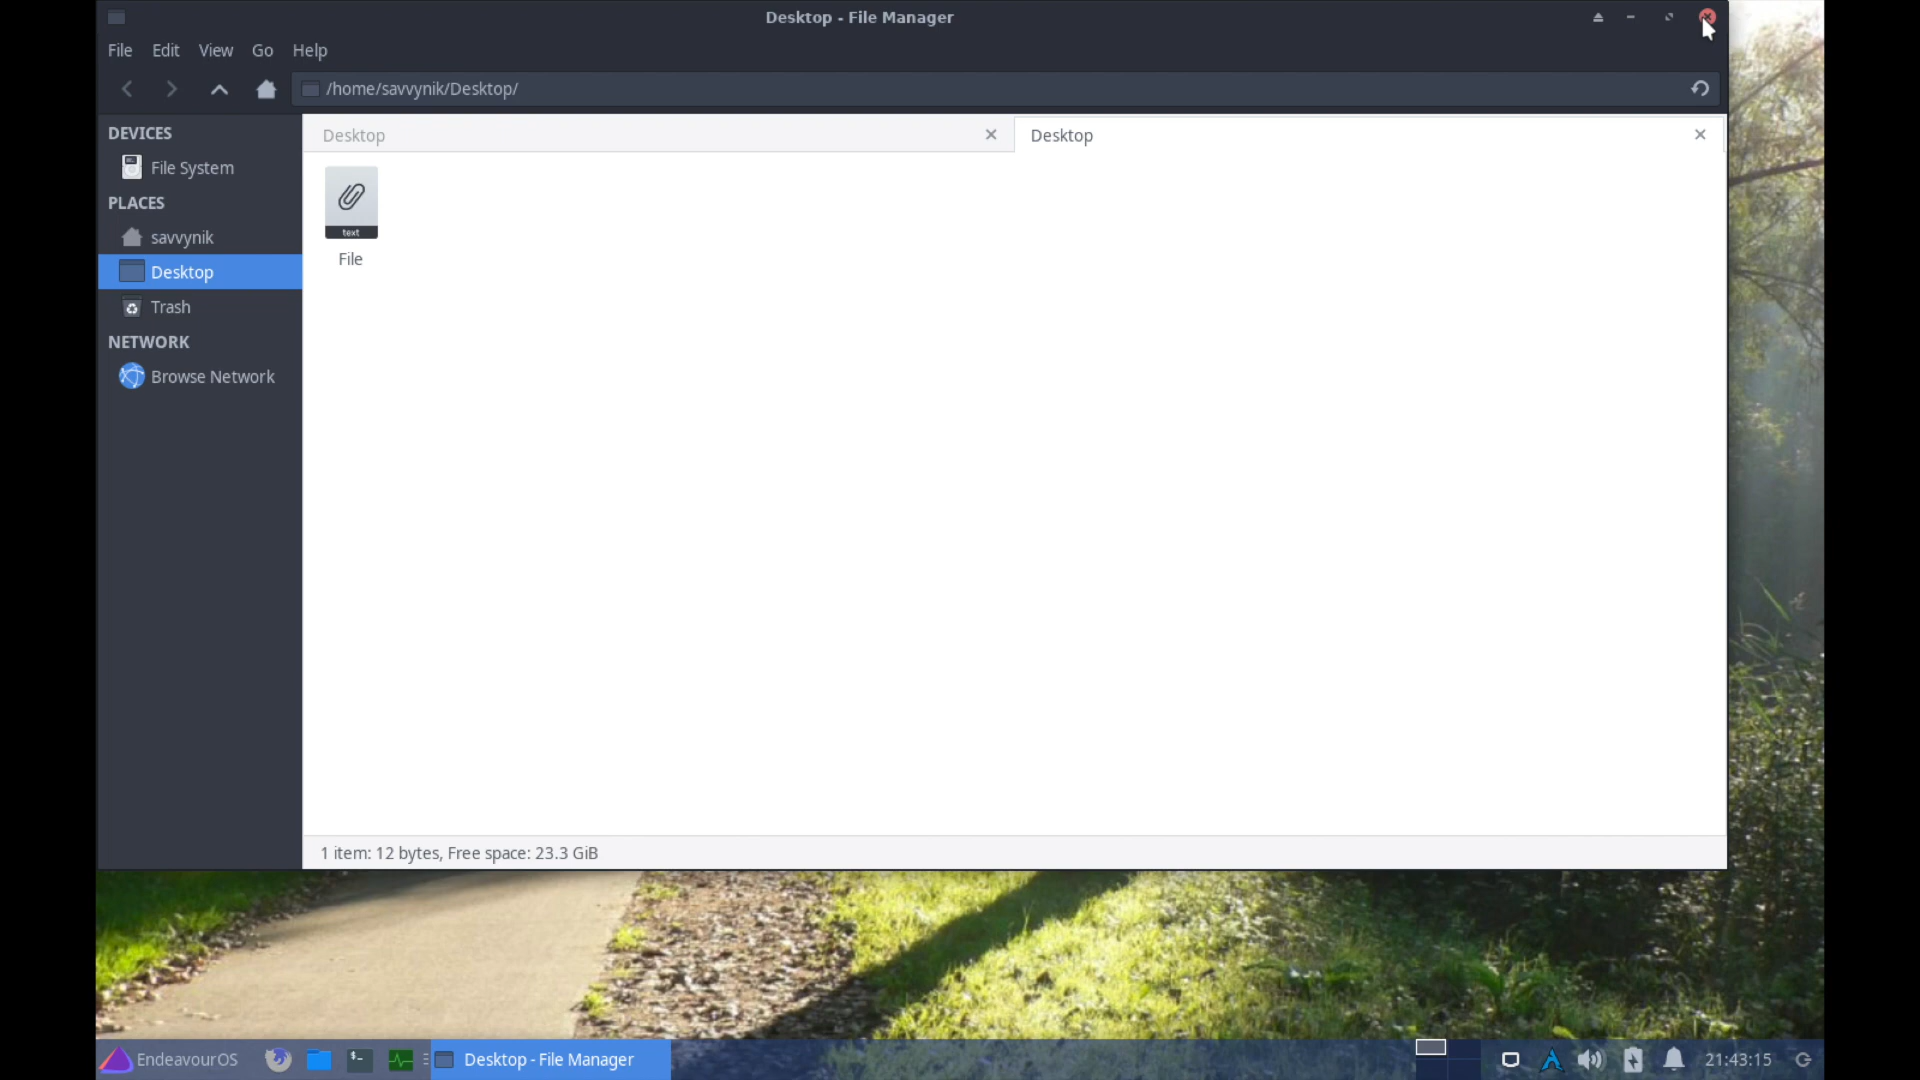 Desktop - File Manager
File Edit View Go Help
/home/savvynik/Desktop/
DEVICES
File System
PLACES
savvynik
Desktop
Trash
NETWORK
Browse Network
Desktop
Desktop
text
File
1 item: 12 bytes, Free space: 23.3 GiB
EndeavourOS
Desktop - File Manager
21:43:15